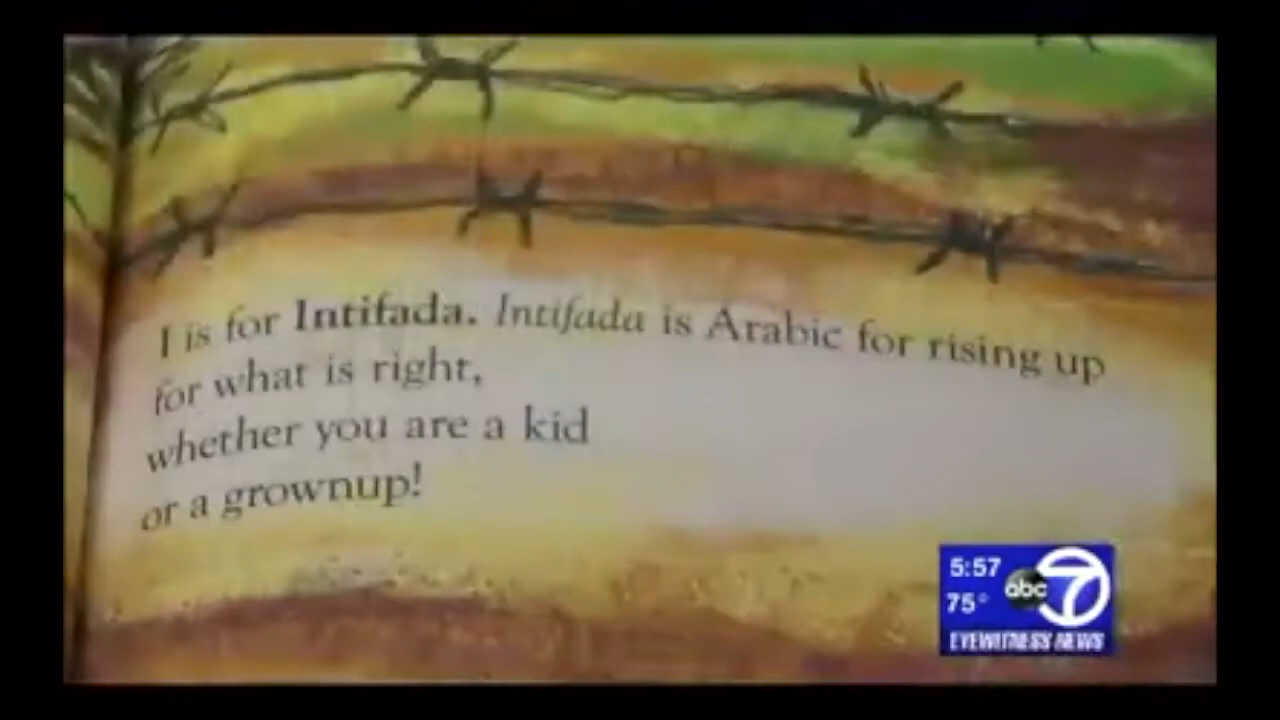 I is for Intifada. Intifada is Arabic for rising up
for what is right,
whether you are a kid
or a grownup!
5:57
75°
abc 7
EYEWITNESS NEWS